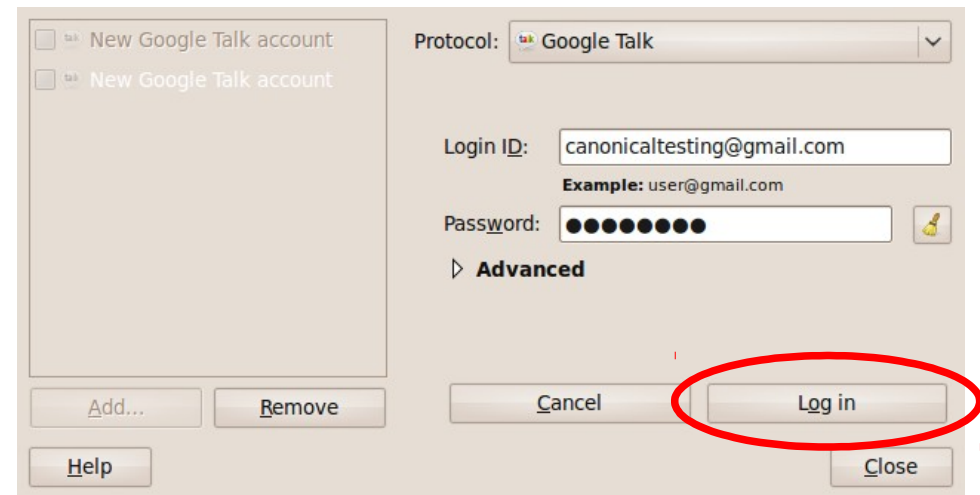 New Google Talk account
New Google Talk account
Protocol: Google Talk
Login ID: canonicaltesting@gmail.com
Example: user@gmail.com
Password: ●●●●●●●●
Advanced
Add...
Remove
Cancel
Log in
Help
Close